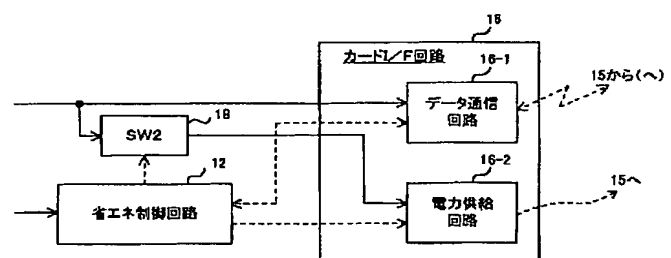 16
カードI/F回路
16-1
データ通信
回路
15から(へ)
18
SW2
12
省エネ制御回路
16-2
電力供給
回路
15へ